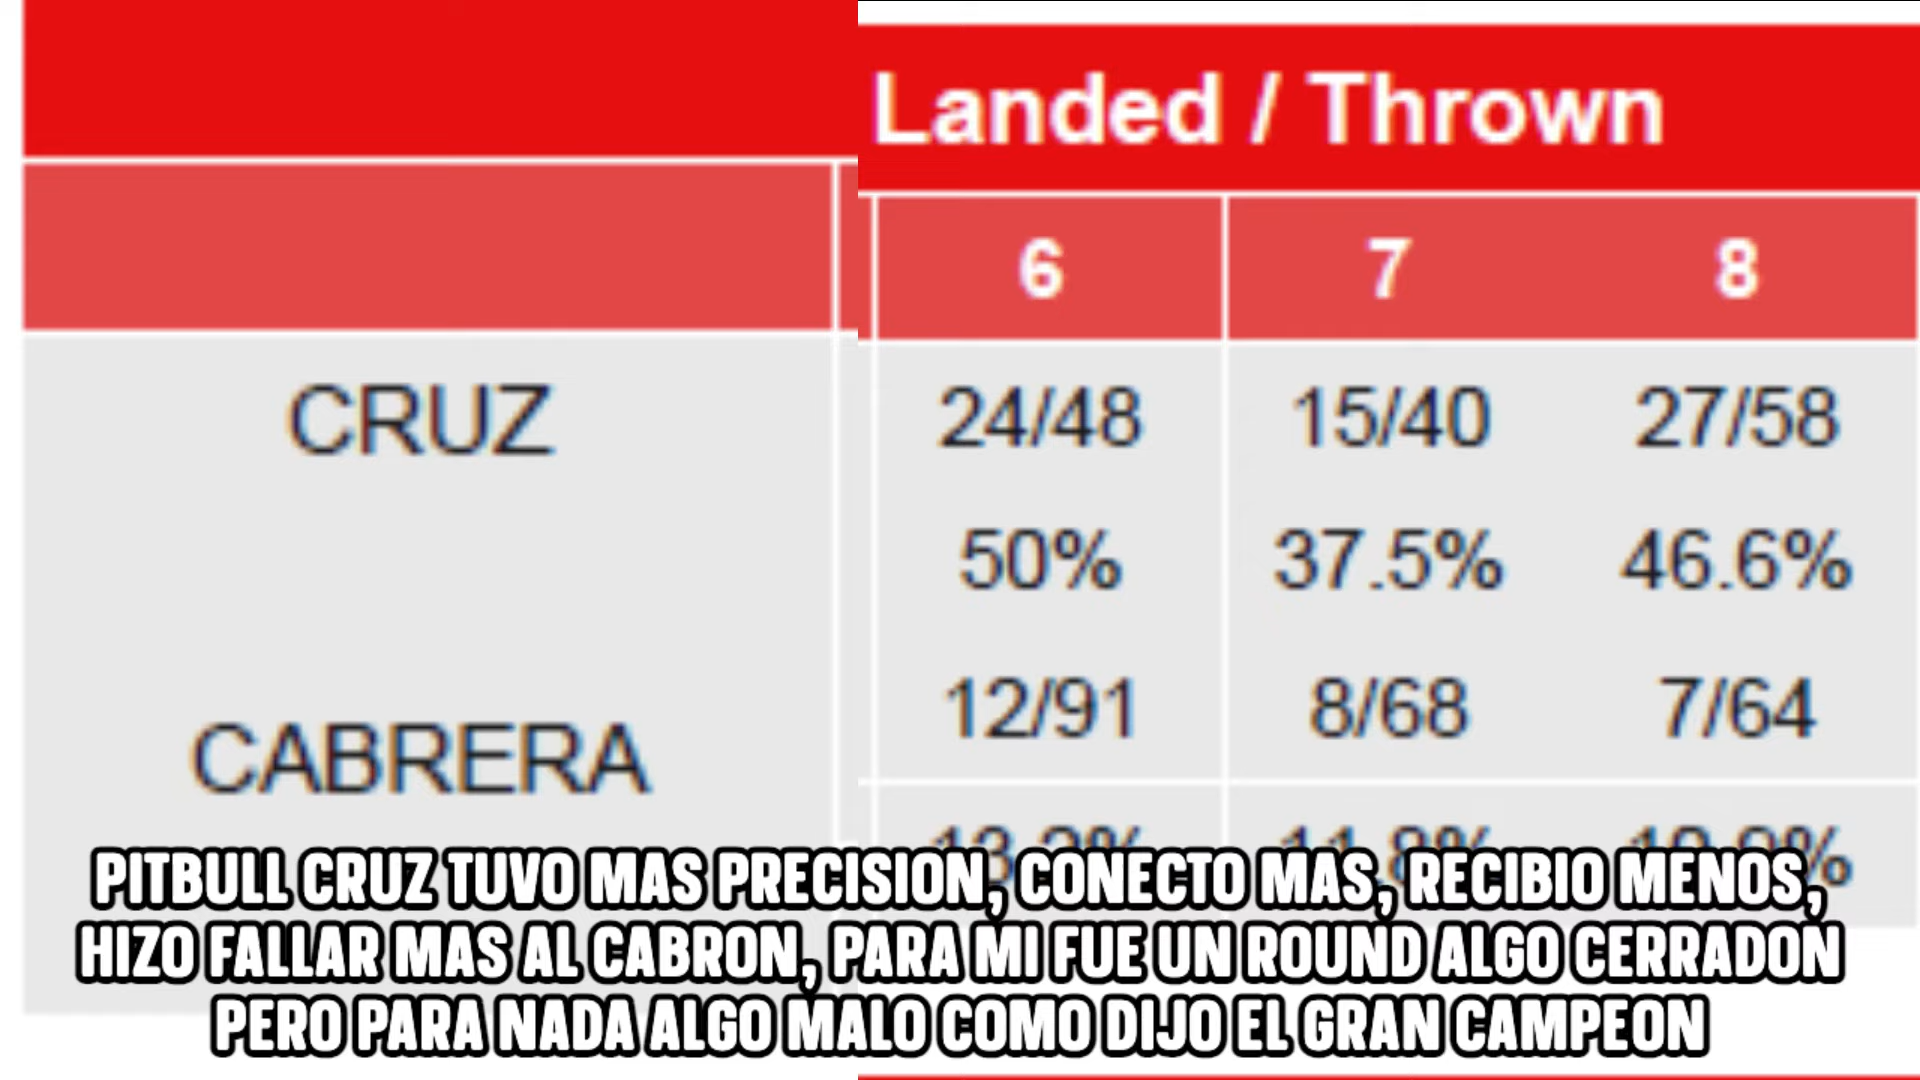 Landed / Thrown
6 7 8
CRUZ 24/48 15/40 27/58
50% 37.5% 46.6%
12/91 8/68 7/64
CABRERA
PITBULL CRUZ TUVO MAS PRECISION, CONECTO MAS, RECIBIO MENOS,
HIZO FALLAR MAS AL CABRON, PARA MI FUE UN ROUND ALGO CERRADON
PERO PARA NADA ALGO MALO COMO DIJO EL GRAN CAMPEON